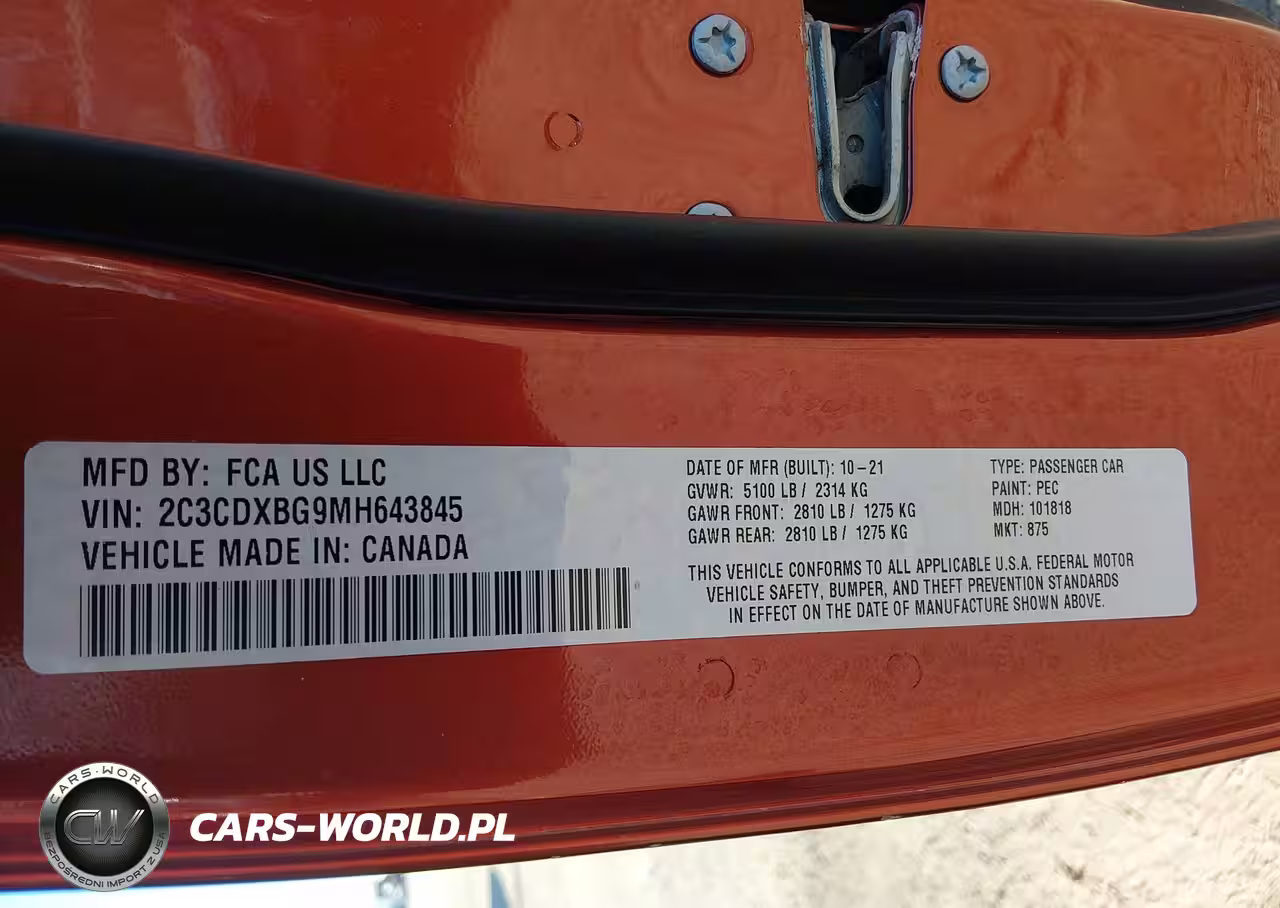 MFD BY: FCA US LLC
VIN: 2C3CDXBG9MH643845
VEHICLE MADE IN: CANADA
DATE OF MFR (BUILT): 10-21
GVWR: 5100 LB / 2314 KG
GAWR FRONT: 2810 LB / 1275 KG
GAWR REAR: 2810 LB / 1275 KG
TYPE: PASSENGER CAR
PAINT: PEC
MDH: 101818
MKT: 875
THIS VEHICLE CONFORMS TO ALL APPLICABLE U.S.A. FEDERAL MOTOR
VEHICLE SAFETY, BUMPER, AND THEFT PREVENTION STANDARDS
IN EFFECT ON THE DATE OF MANUFACTURE SHOWN ABOVE.
CARS-WORLD
CW
BEZPOŚREDNI IMPORT Z USA
CARS-WORLD.PL